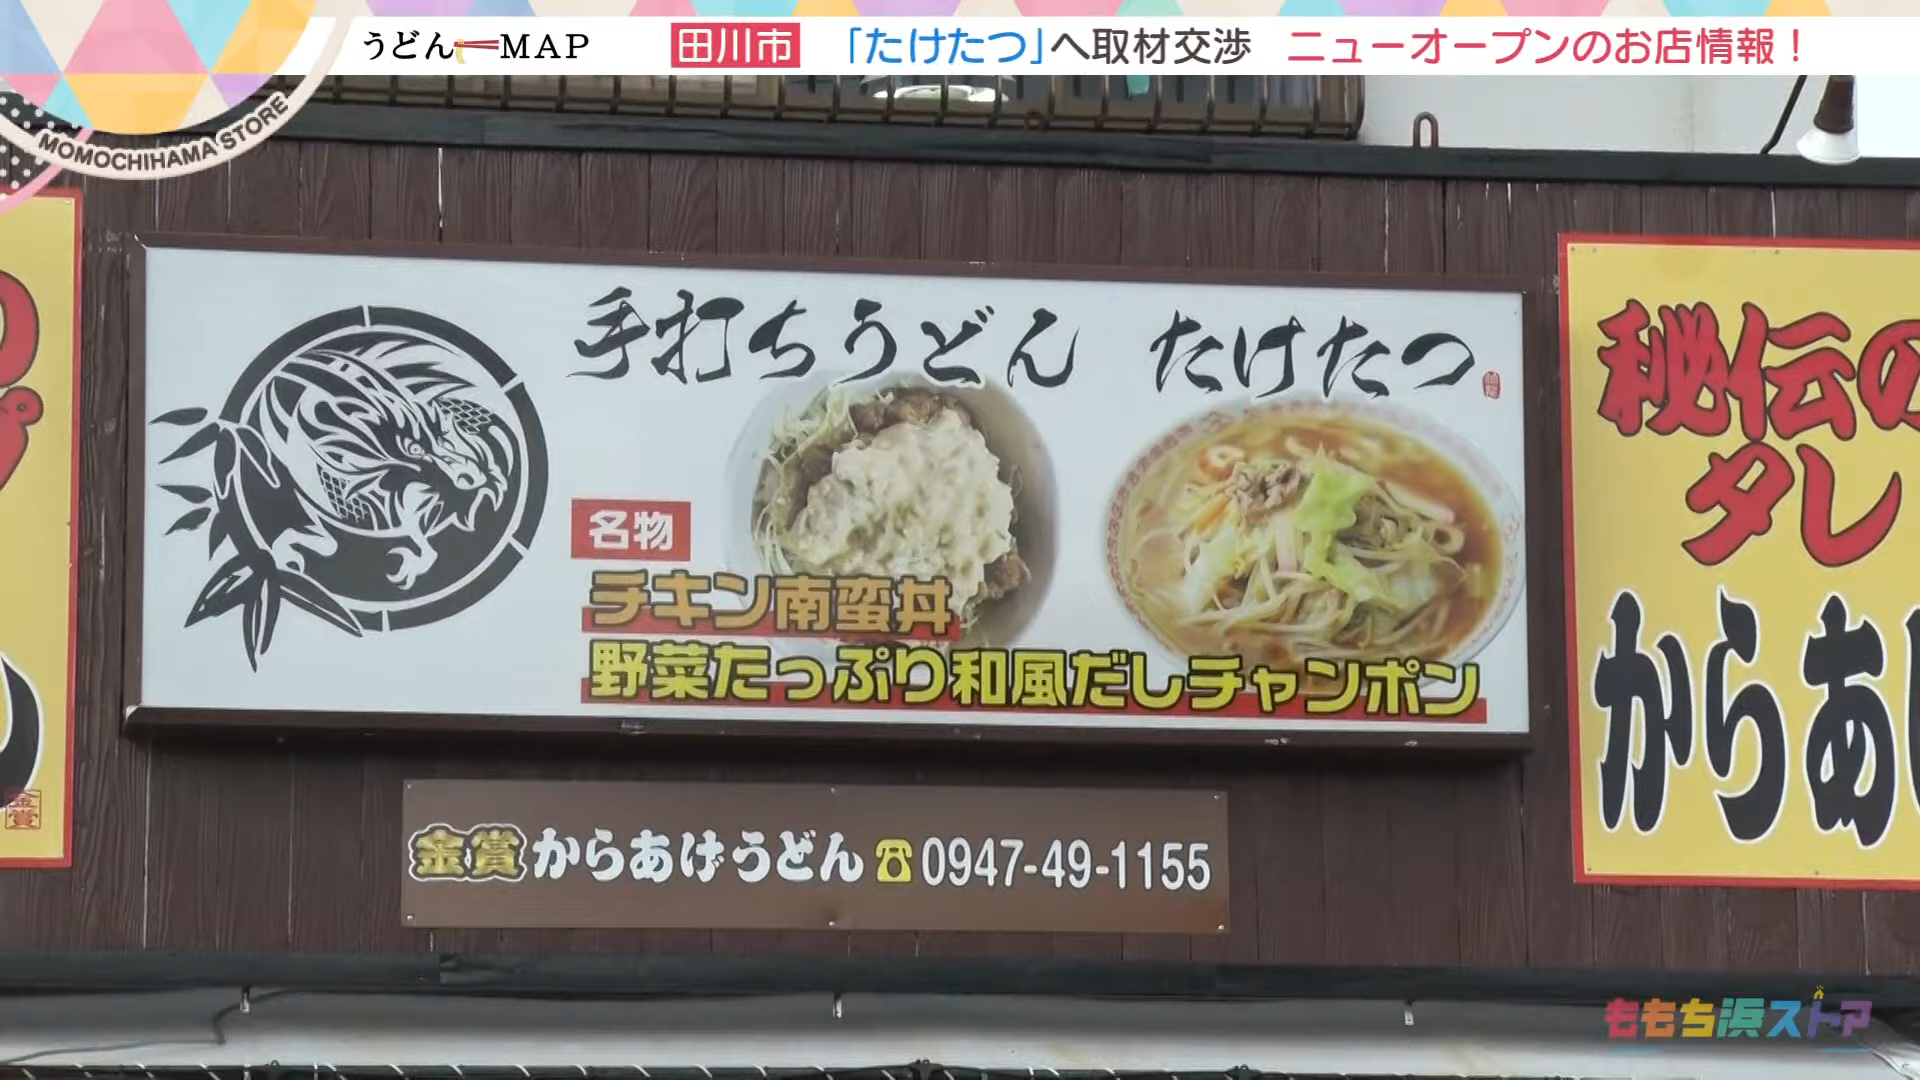 うどんMAP 田川市 「たけたつ」へ取材交渉 ニューオープンのお店情報！
MOMOCHIHAMA STORE
手打ちうどん たけたつ
名物
チキン南蛮丼
野菜たっぷり和風だしチャンポン
金賞からあげうどん ☎0947-49-1155
金賞
秘伝の
タレ
からあ
ももち浜ストア